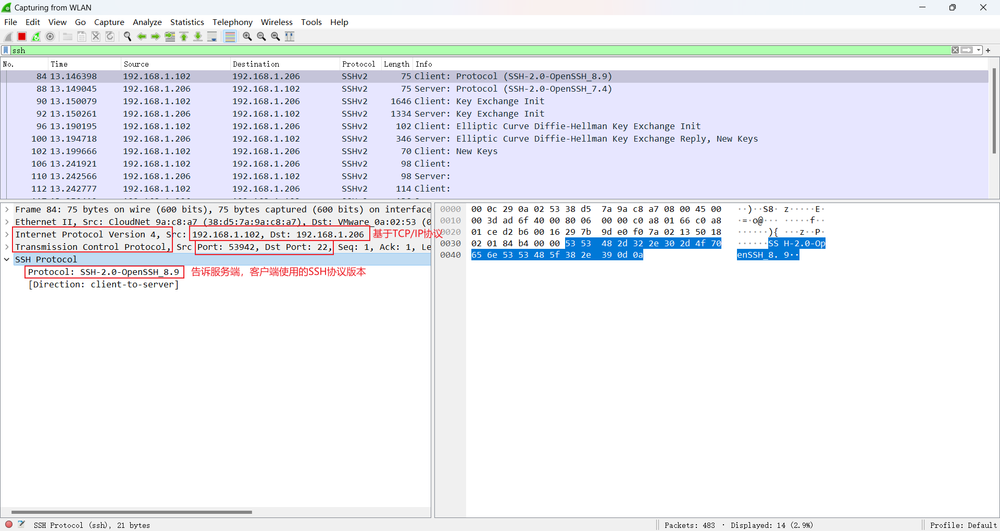 Capturing from WLAN
File Edit View Go Capture Analyze Statistics Telephony Wireless Tools Help
ssh
No. Time Source Destination Protocol Length Info
84 13.146398 192.168.1.102 192.168.1.206 SSHv2 75 Client: Protocol (SSH-2.0-OpenSSH_8.9)
88 13.149045 192.168.1.206 192.168.1.102 SSHv2 75 Server: Protocol (SSH-2.0-OpenSSH_7.4)
90 13.150079 192.168.1.102 192.168.1.206 SSHv2 1646 Client: Key Exchange Init
92 13.150261 192.168.1.206 192.168.1.102 SSHv2 1334 Server: Key Exchange Init
96 13.190195 192.168.1.102 192.168.1.206 SSHv2 102 Client: Elliptic Curve Diffie-Hellman Key Exchange Init
100 13.194718 192.168.1.206 192.168.1.102 SSHv2 346 Server: Elliptic Curve Diffie-Hellman Key Exchange Reply, New Keys
102 13.199666 192.168.1.102 192.168.1.206 SSHv2 70 Client: New Keys
106 13.241921 192.168.1.102 192.168.1.206 SSHv2 98 Client:
110 13.242566 192.168.1.206 192.168.1.102 SSHv2 98 Server:
112 13.242777 192.168.1.102 192.168.1.206 SSHv2 114 Client:
Frame 84: 75 bytes on wire (600 bits), 75 bytes captured (600 bits) on interface
Ethernet II, Src: CloudNet_9a:c8:a7 (38:d5:7a:9a:c8:a7), Dst: VMware_0a:02:53 (0
Internet Protocol Version 4, Src: 192.168.1.102, Dst: 192.168.1.206 基于TCP/IP协议
Transmission Control Protocol, Src Port: 53942, Dst Port: 22, Seq: 1, Ack: 1, Le
SSH Protocol
Protocol: SSH-2.0-OpenSSH_8.9 告诉服务端，客户端使用的SSH协议版本
[Direction: client-to-server]
0000 00 0c 29 0a 02 53 38 d5 7a 9a c8 a7 08 00 45 00 ··)··S8· z·····E·
0010 00 3d ad 6f 40 00 80 06 00 00 c0 a8 01 66 c0 a8 ·=·o@··· ·····f··
0020 01 ce d2 b6 00 16 29 7b 9d e0 f0 7a 02 13 50 18 ······){ ···z··P·
0030 02 01 84 b4 00 00 53 53 48 2d 32 2e 30 2d 4f 70 ······SS H-2.0-Op
0040 65 6e 53 53 48 5f 38 2e 39 0d 0a enSSH_8. 9··
SSH Protocol (ssh), 21 bytes
Packets: 483 · Displayed: 14 (2.9%)
Profile: Default